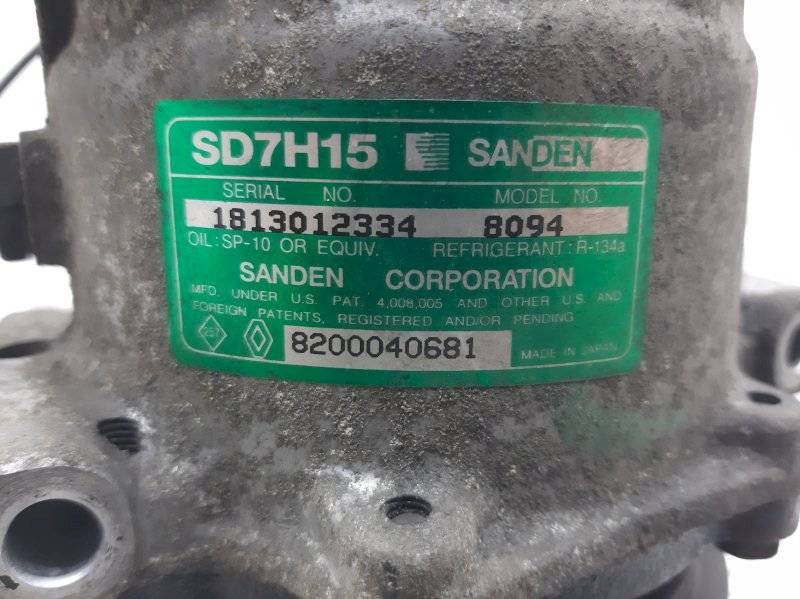 SD7H15 SANDEN
SERIAL NO. MODEL NO.
1813012334 8094
OIL: SP-10 OR EQUIV. REFRIGERANT: R-134a
SANDEN CORPORATION
MFD. UNDER U.S. PAT. 4,008,005 AND OTHER U.S. AND
FOREIGN PATENTS, REGISTERED AND/OR PENDING
257 8200040681 MADE IN JAPAN